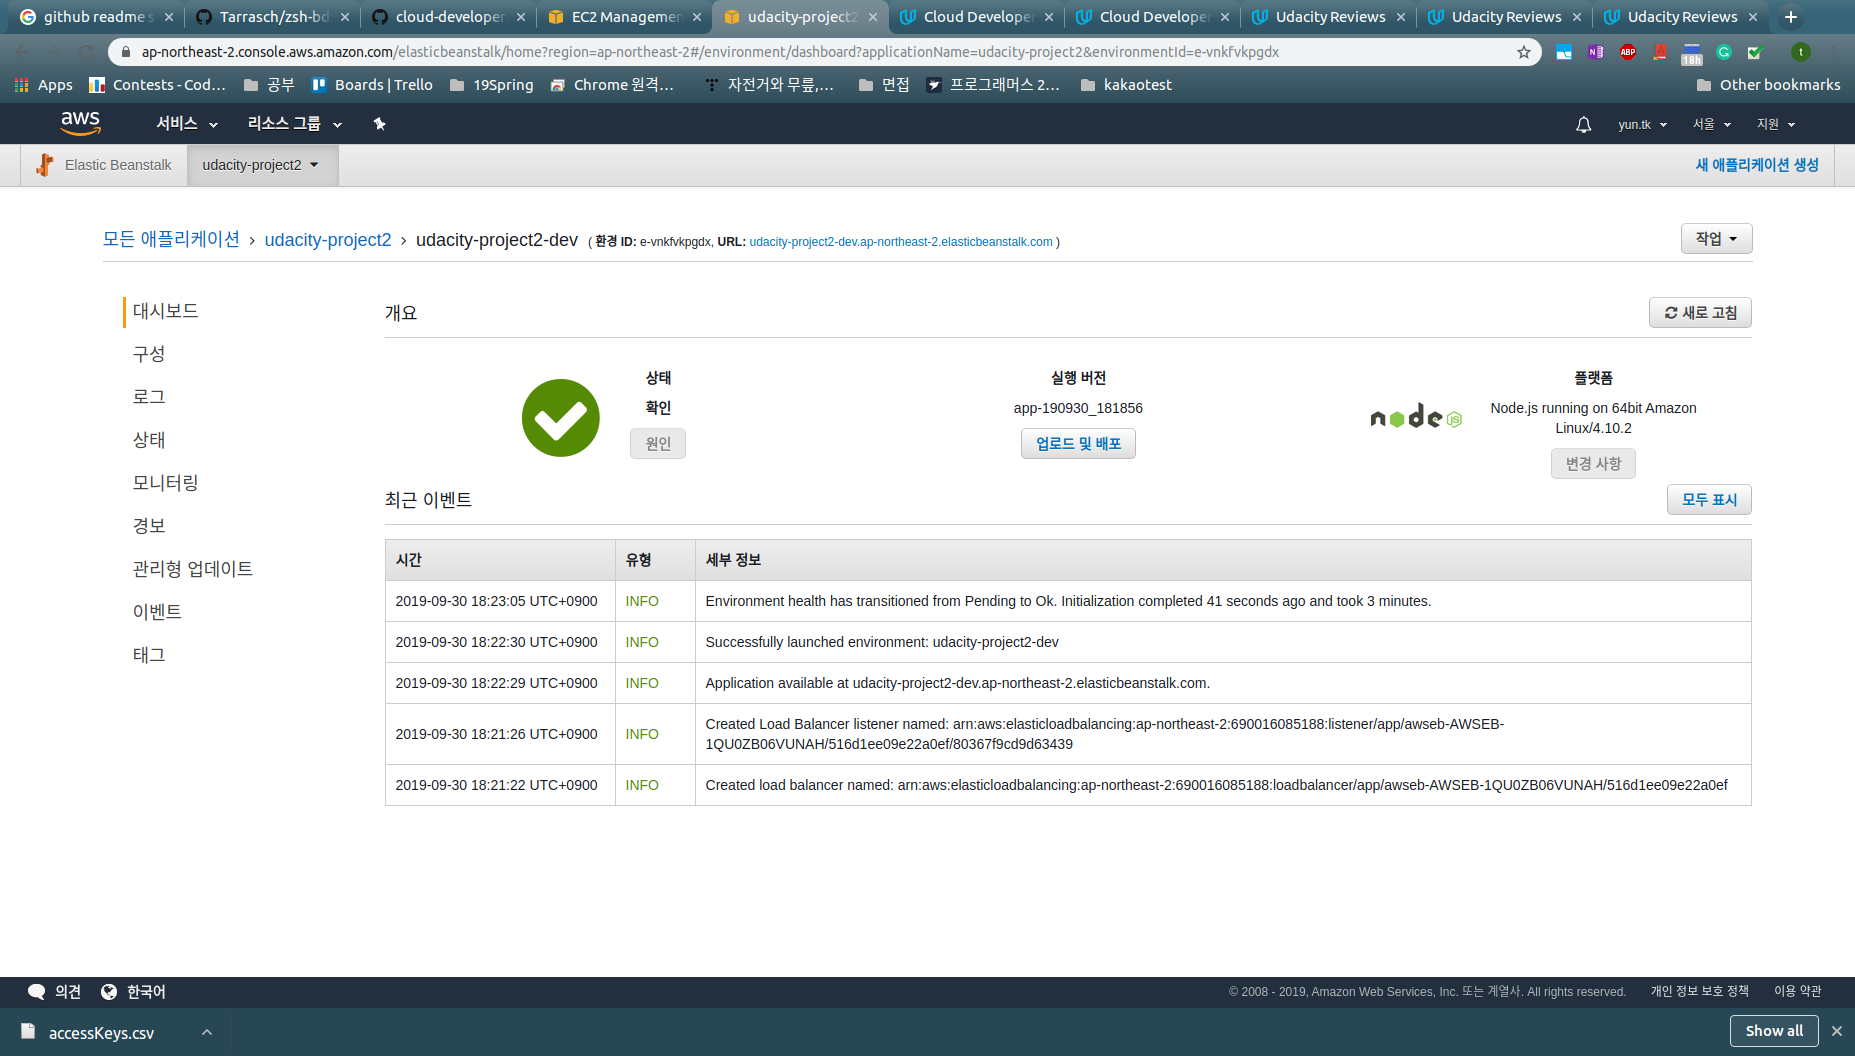 github readme s
Tarrasch/zsh-bd
cloud-developer
EC2 Managemen
udacity-project2
Cloud Developer
Cloud Developer
Udacity Reviews
Udacity Reviews
Udacity Reviews
ap-northeast-2.console.aws.amazon.com/elasticbeanstalk/home?region=ap-northeast-2#/environment/dashboard?applicationName=udacity-project2&environmentId=e-vnkfvkpgdx
ABP
18h
t
Apps
Contests - Cod...
공부
Boards | Trello
19Spring
Chrome 원격...
자전거와 무릎,...
면접
프로그래머스 2...
kakaotest
Other bookmarks
aws
서비스
리소스 그룹
yun.tk
서울
지원
Elastic Beanstalk
udacity-project2
새 애플리케이션 생성
모든 애플리케이션 › udacity-project2 › udacity-project2-dev ( 환경 ID: e-vnkfvkpgdx, URL: udacity-project2-dev.ap-northeast-2.elasticbeanstalk.com )
작업
대시보드
구성
로그
상태
모니터링
경보
관리형 업데이트
이벤트
태그
개요
새로 고침
상태
확인
원인
실행 버전
app-190930_181856
업로드 및 배포
node JS
플랫폼
Node.js running on 64bit Amazon
Linux/4.10.2
변경 사항
최근 이벤트
모두 표시
시간 유형 세부 정보
2019-09-30 18:23:05 UTC+0900 INFO Environment health has transitioned from Pending to Ok. Initialization completed 41 seconds ago and took 3 minutes.
2019-09-30 18:22:30 UTC+0900 INFO Successfully launched environment: udacity-project2-dev
2019-09-30 18:22:29 UTC+0900 INFO Application available at udacity-project2-dev.ap-northeast-2.elasticbeanstalk.com.
2019-09-30 18:21:26 UTC+0900 INFO Created Load Balancer listener named: arn:aws:elasticloadbalancing:ap-northeast-2:690016085188:listener/app/awseb-AWSEB-
1QU0ZB06VUNAH/516d1ee09e22a0ef/80367f9cd9d63439
2019-09-30 18:21:22 UTC+0900 INFO Created load balancer named: arn:aws:elasticloadbalancing:ap-northeast-2:690016085188:loadbalancer/app/awseb-AWSEB-1QU0ZB06VUNAH/516d1ee09e22a0ef
의견
한국어
© 2008 - 2019, Amazon Web Services, Inc. 또는 계열사. All rights reserved.
개인 정보 보호 정책
이용 약관
accessKeys.csv
Show all